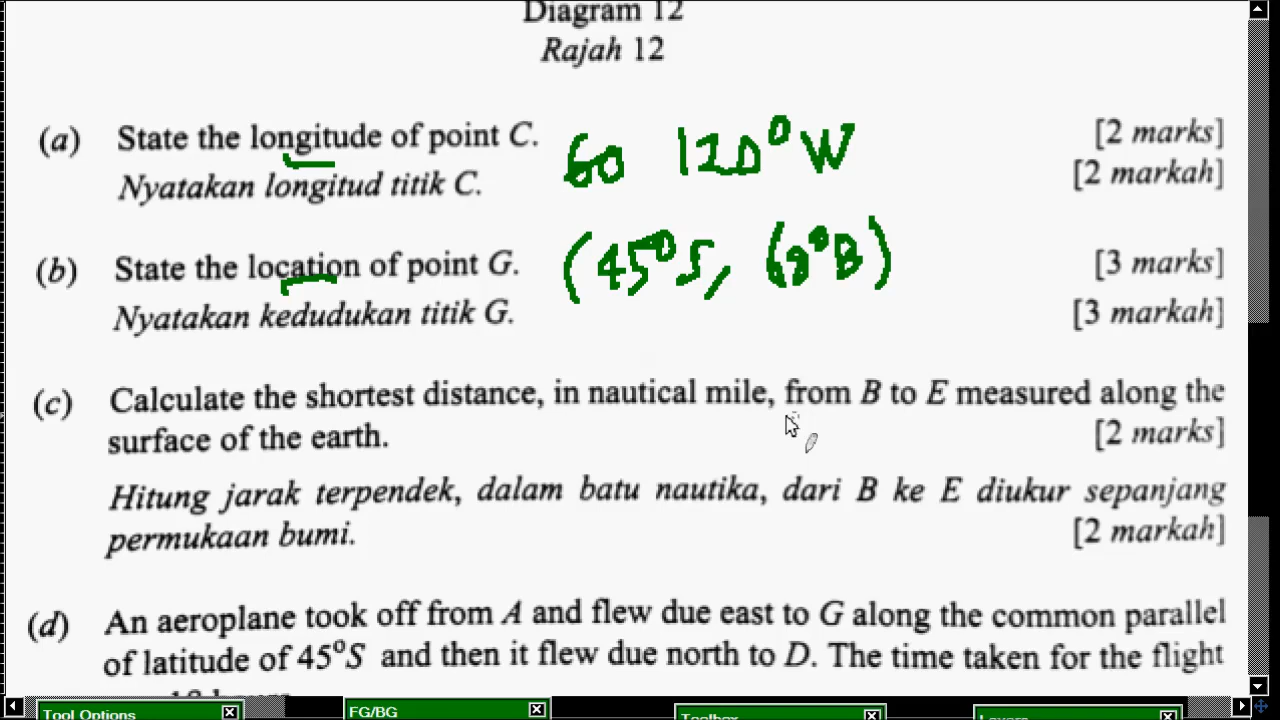 Diagram 12
Rajah 12
(a) State the longitude of point C. 60 120°W [2 marks]
Nyatakan longitud titik C. [2 markah]
(b) State the location of point G. (45°S, ) [3 marks]
Nyatakan kedudukan titik G. [3 markah]
(c) Calculate the shortest distance, in nautical mile, from B to E measured along the
surface of the earth. [2 marks]
Hitung jarak terpendek, dalam batu nautika, dari B ke E diukur sepanjang
permukaan bumi. [2 markah]
(d) An aeroplane took off from A and flew due east to G along the common parallel
of latitude of 45°S and then it flew due north to D. The time taken for the flight
Tool Options FG/BG Toolbox Layers